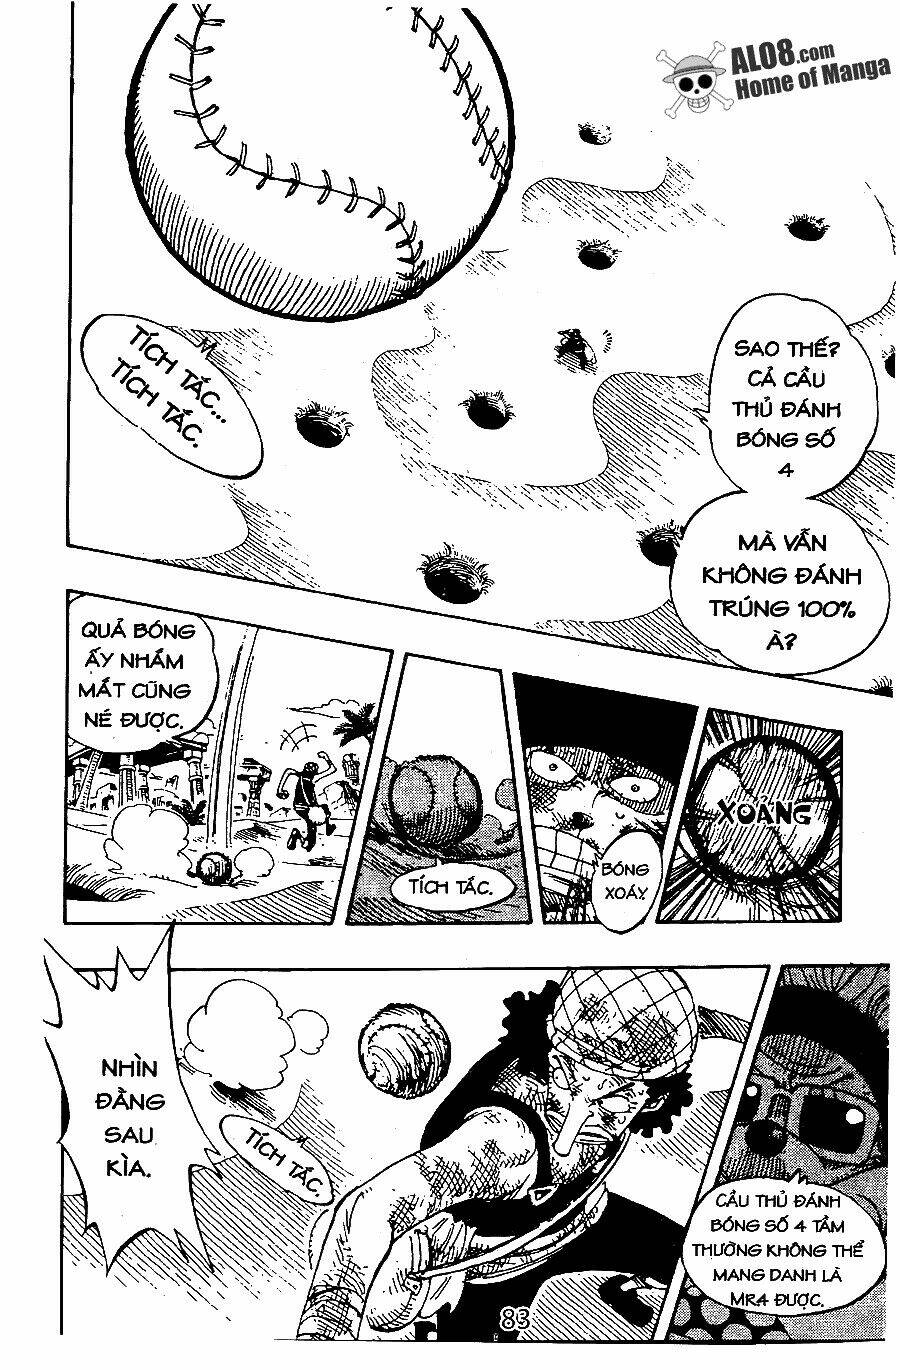 AL08.com
Home of Manga
SAO THẾ?
CẢ CẦU
THỦ ĐÁNH
BÓNG SỐ
4
MÀ VẪN
KHÔNG ĐÁNH
TRÚNG 100%
À?
TÍCH TẮC...
TÍCH TẮC.
QUẢ BÓNG
ẤY NHẮM
MẮT CŨNG
NÉ ĐƯỢC.
TÍCH TẮC.
BÓNG
XOÁY.
XOẢNG
NHÌN
ĐẰNG
SAU
KÌA.
TÍCH TẮC.
CẦU THỦ ĐÁNH
BÓNG SỐ 4 TẦM
THƯỜNG KHÔNG THỂ
MANG DANH LÀ
MR4 ĐƯỢC.
83